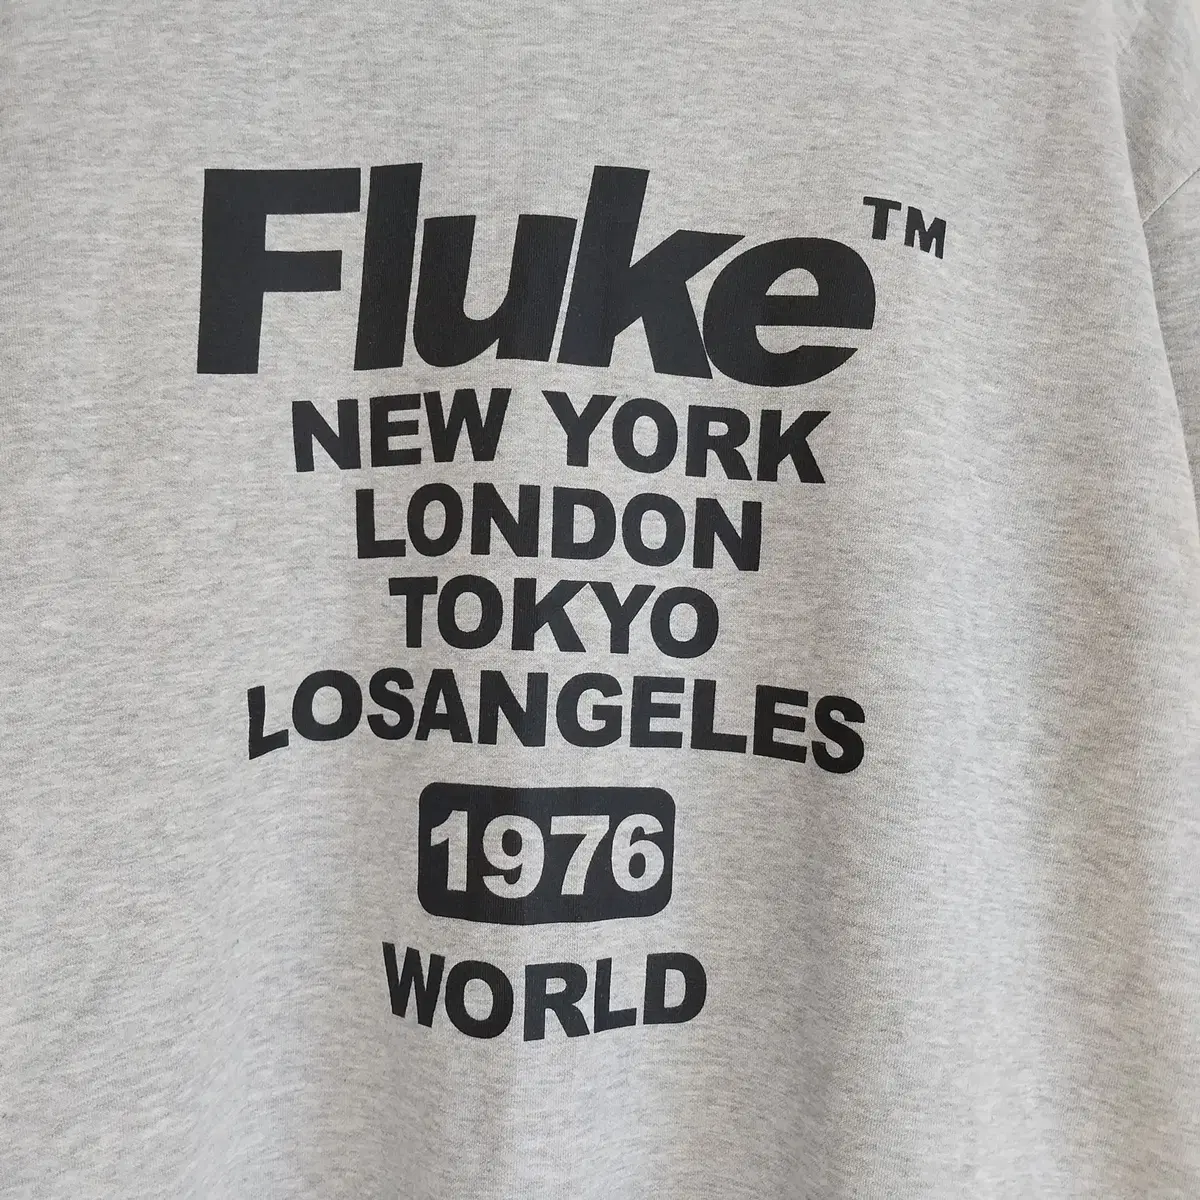 Fluke™
NEW YORK
LONDON
TOKYO
LOSANGELES
1976
WORLD